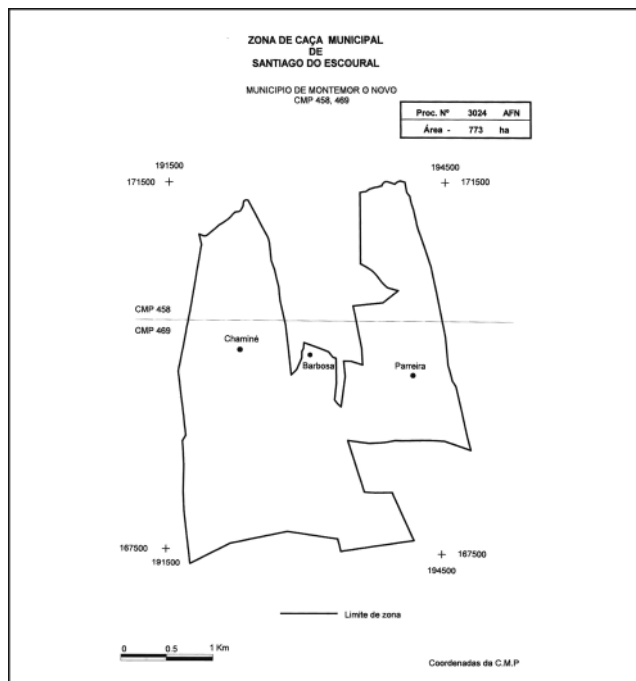 ZONA DE CAÇA MUNICIPAL
DE
SANTIAGO DO ESCOURAL
MUNICIPIO DE MONTEMOR O NOVO
CMP 458, 469
Proc. Nº 3024 AFN
Área - 773 ha
191500
171500
194500
171500
CMP 458
CMP 469
Chaminé
Barbosa
Parreira
167500
191500
167500
194500
Limite de zona
0 0.5 1 Km
Coordenadas da C.M.P